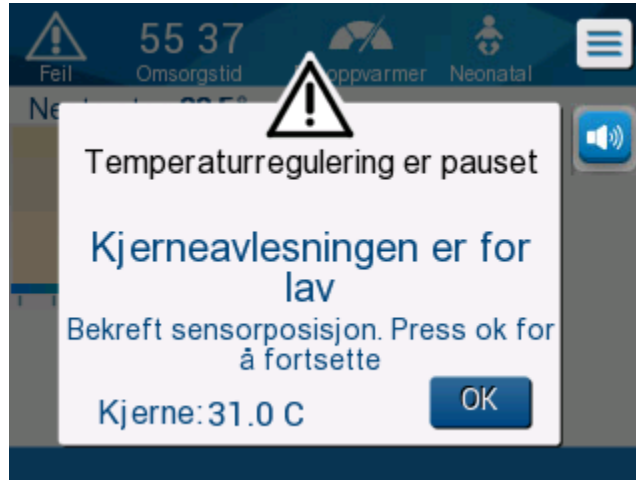 55 37
Feil Omsorgstid oppvarmer Neonatal
Temperaturregulering er pauset
Kjerneavlesningen er for
lav
Bekreft sensorposisjon. Press ok for
å fortsette
Kjerne: 31.0 C
OK